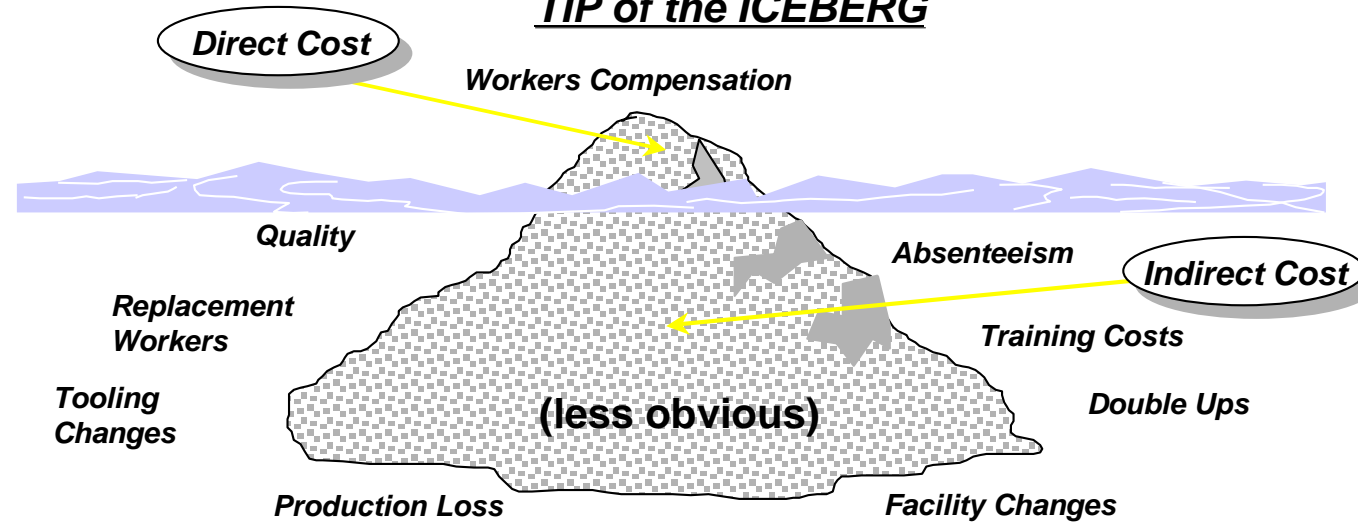 TIP of the ICEBERG
Direct Cost
Workers Compensation
Quality
Absenteeism
Indirect Cost
Replacement
Workers
Training Costs
Tooling
Changes
(less obvious)
Double Ups
Production Loss
Facility Changes